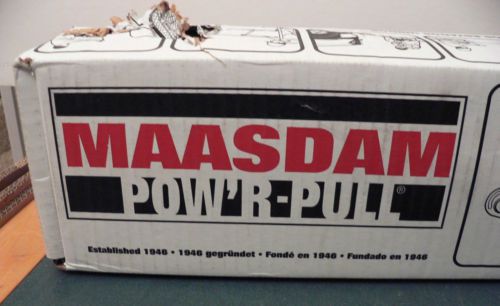 MAASDAM
POW'R-PULL®
Established 1946 • 1946 gegründet • Fondé en 1946 • Fundado en 1946